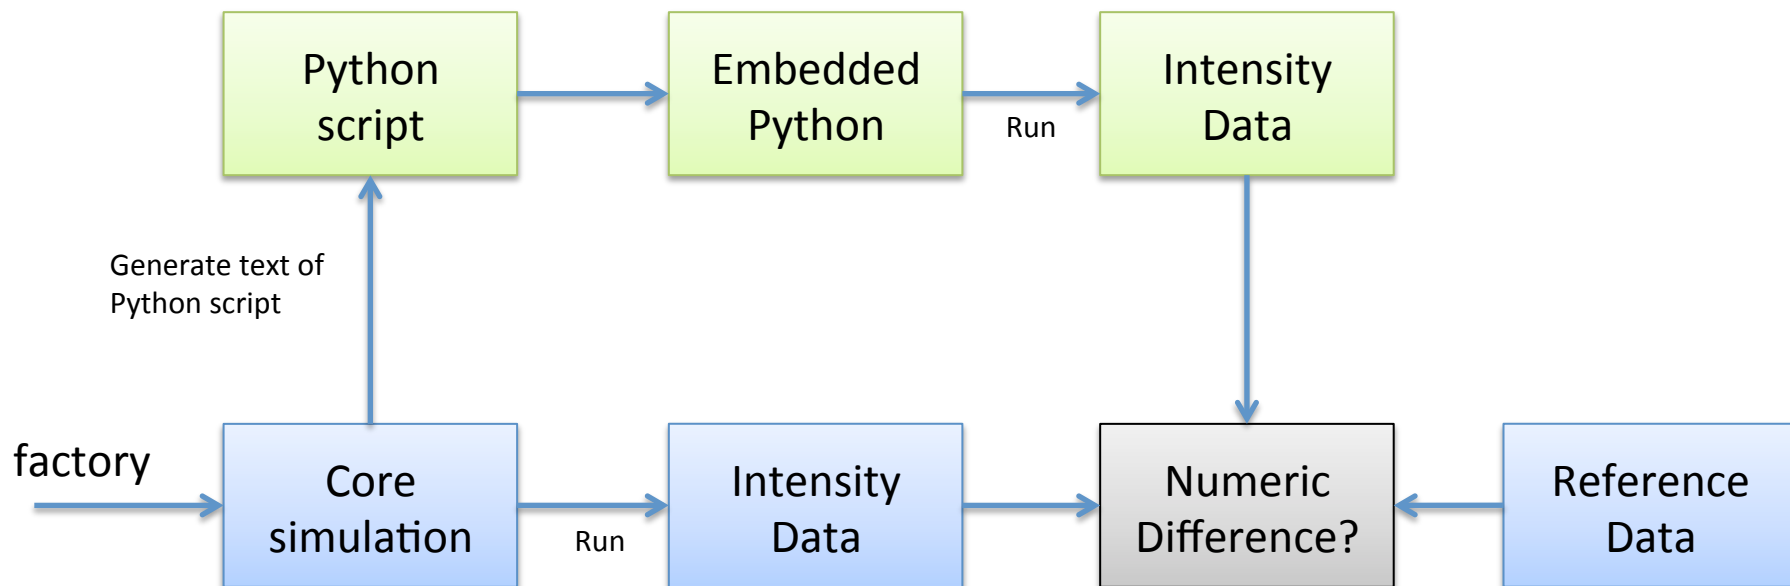 Python
script
Embedded
Python
Run
Intensity
Data
Generate text of
Python script
factory
Core
simulation
Run
Intensity
Data
Numeric
Difference?
Reference
Data